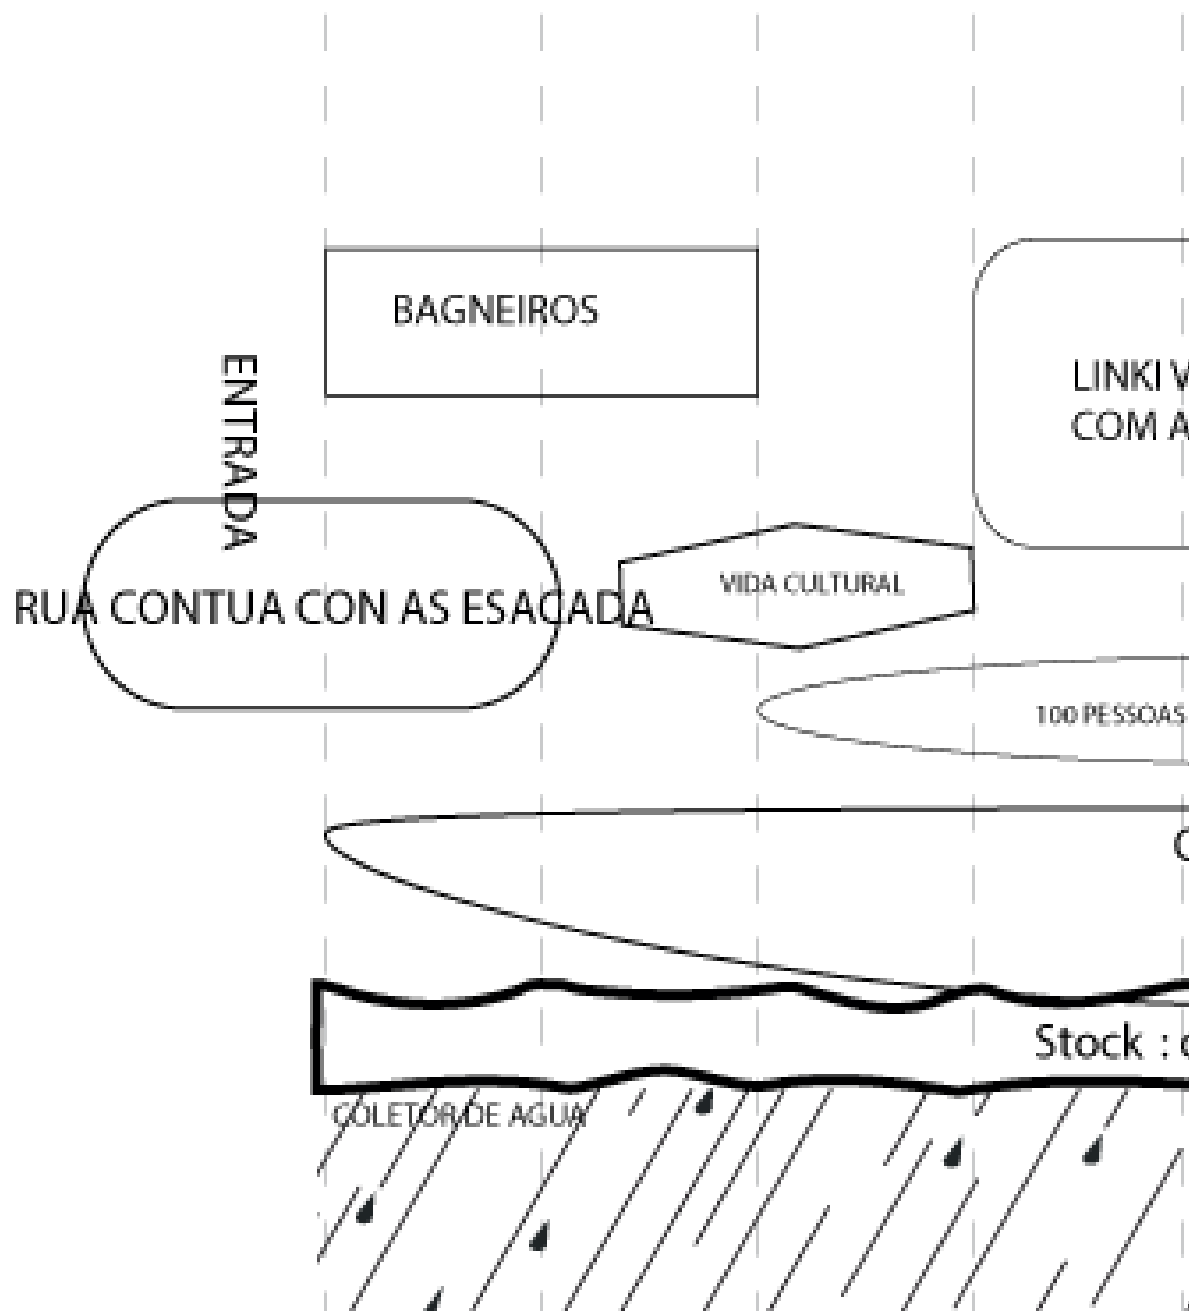 BAGNEIROS
LINKI V
COM A
ENTRADA
RUA CONTUA CON AS ESACADA
VIDA CULTURAL
100 PESSOAS
Stock :
COLETOR DE AGUA